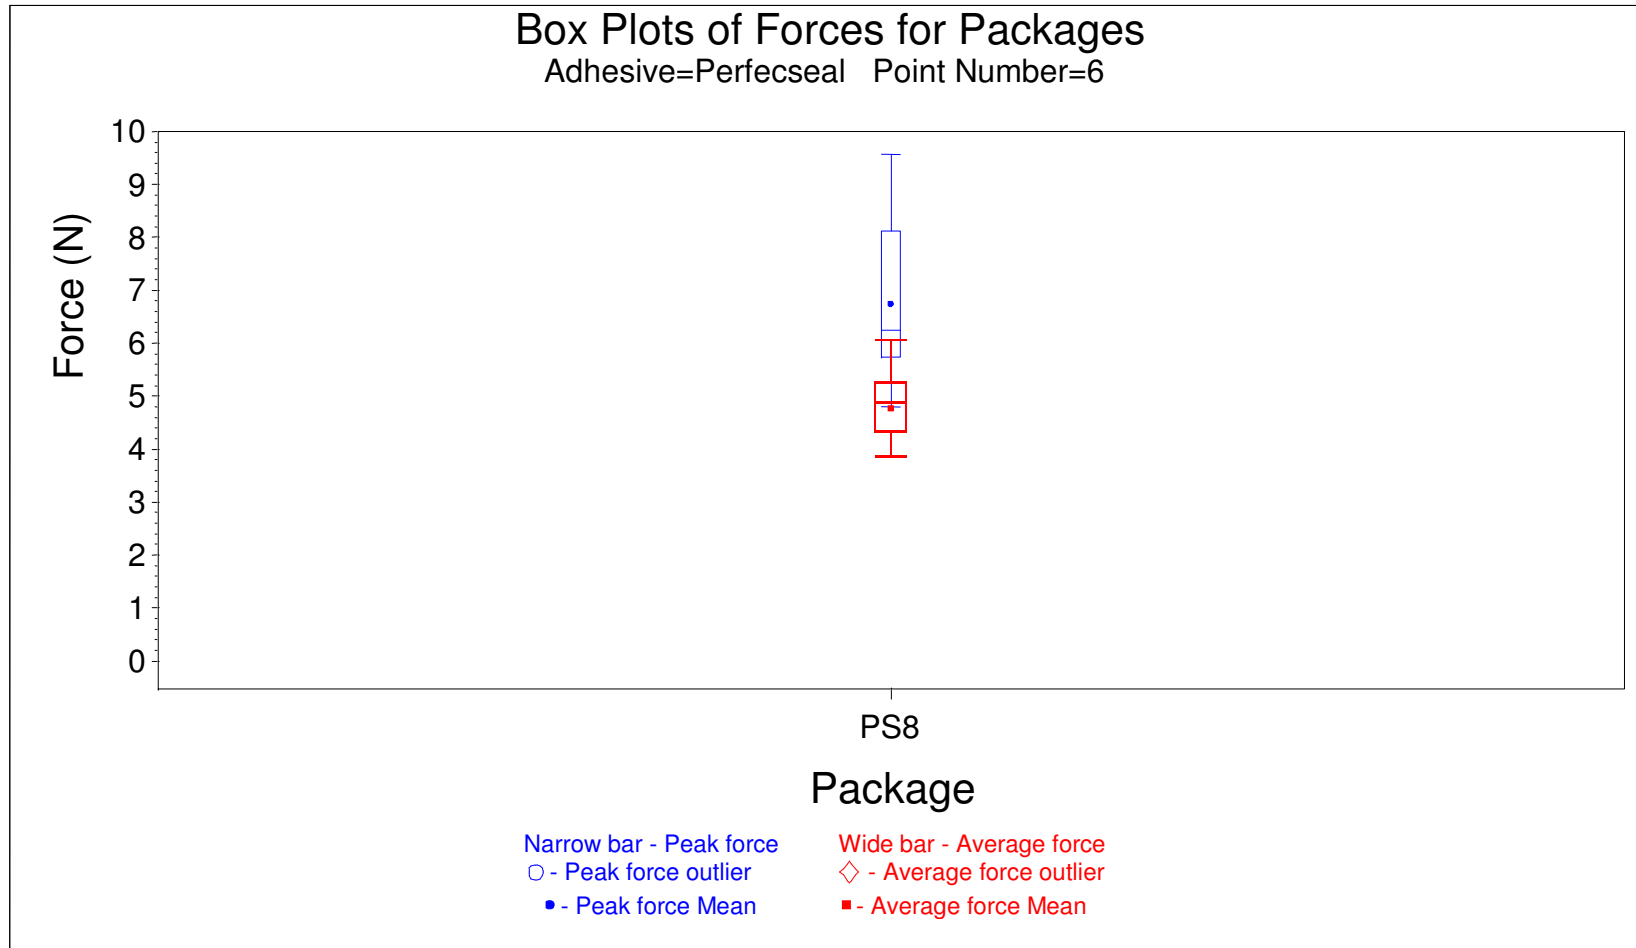 Box Plots of Forces for Packages
Adhesive=Perfecseal Point Number=6
10
9
8
7
6
5
4
3
2
1
0
Force (N)
PS8
Package
Narrow bar - Peak force
Wide bar - Average force
- Peak force outlier
- Average force outlier
- Peak force Mean
- Average force Mean